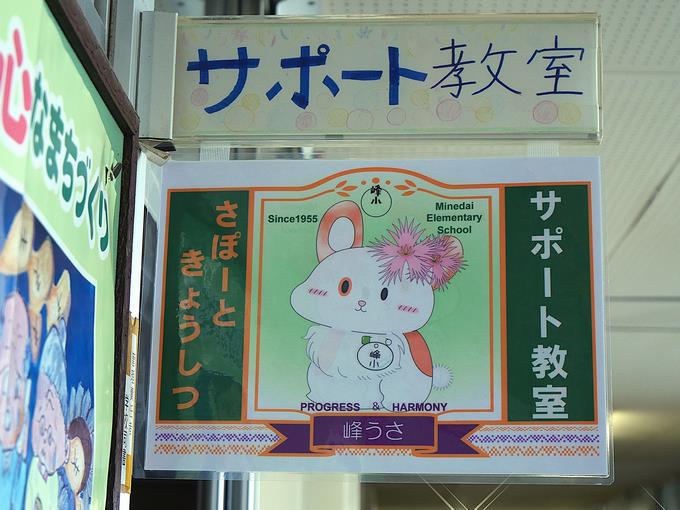 サポート教室
心なまちづくり
峰小
Since1955
Minedai
Elementary
School
さぽーと
きょうしつ
サポート教室
峰小
PROGRESS & HARMONY
峰うさ